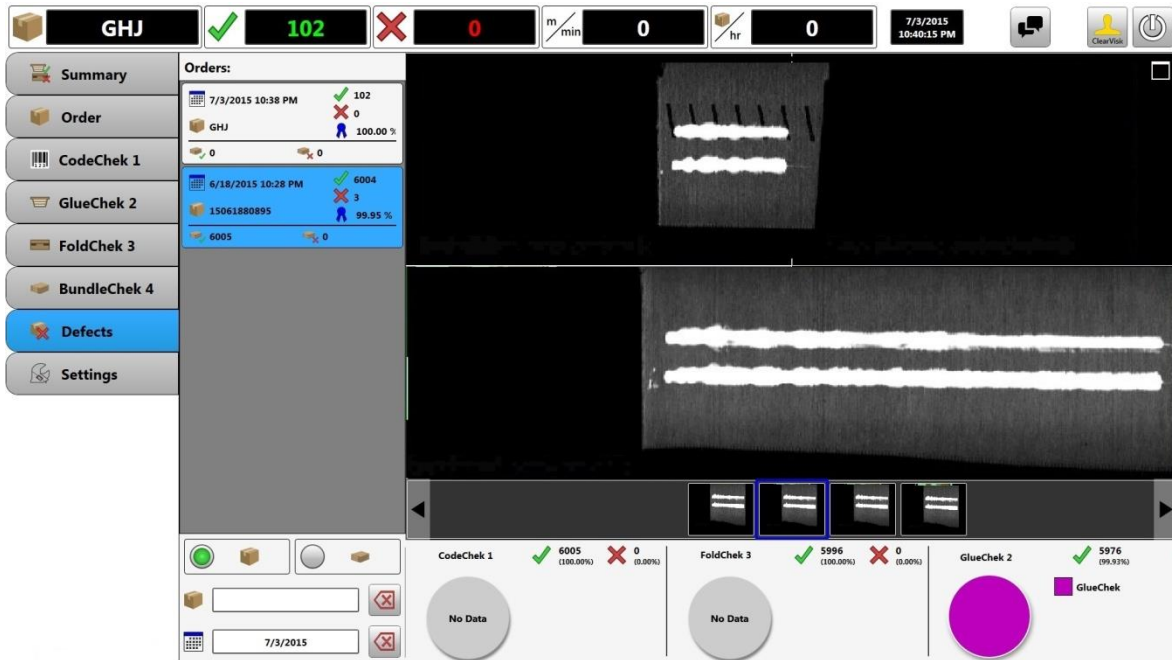 GHJ
102
0
m/min
0
/hr
0
7/3/2015
10:40:15 PM
ClearVisk
Summary
Order
CodeChek 1
GlueChek 2
FoldChek 3
BundleChek 4
Defects
Settings
Orders:
7/3/2015 10:38 PM
102
0
GHJ
100.00 %
0
0
6/18/2015 10:28 PM
6004
3
15061880895
99.95 %
6005
0
7/3/2015
CodeChek 1
6005
(100.00%)
0
(0.00%)
No Data
FoldChek 3
5996
(100.00%)
0
(0.00%)
No Data
GlueChek 2
5976
(99.93%)
GlueChek